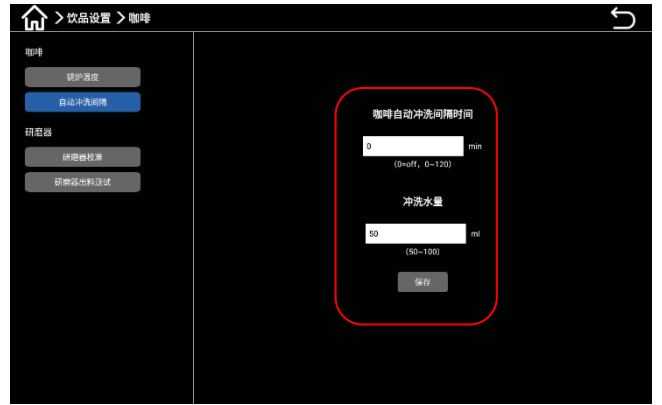 饮品设置 > 咖啡
咖啡
锅炉温度
自动冲洗间隔
研磨器
研磨器校准
研磨器出料测试
咖啡自动冲洗间隔时间
0 min
(0=off, 0~120)
冲洗水量
50 ml
(50~100)
保存